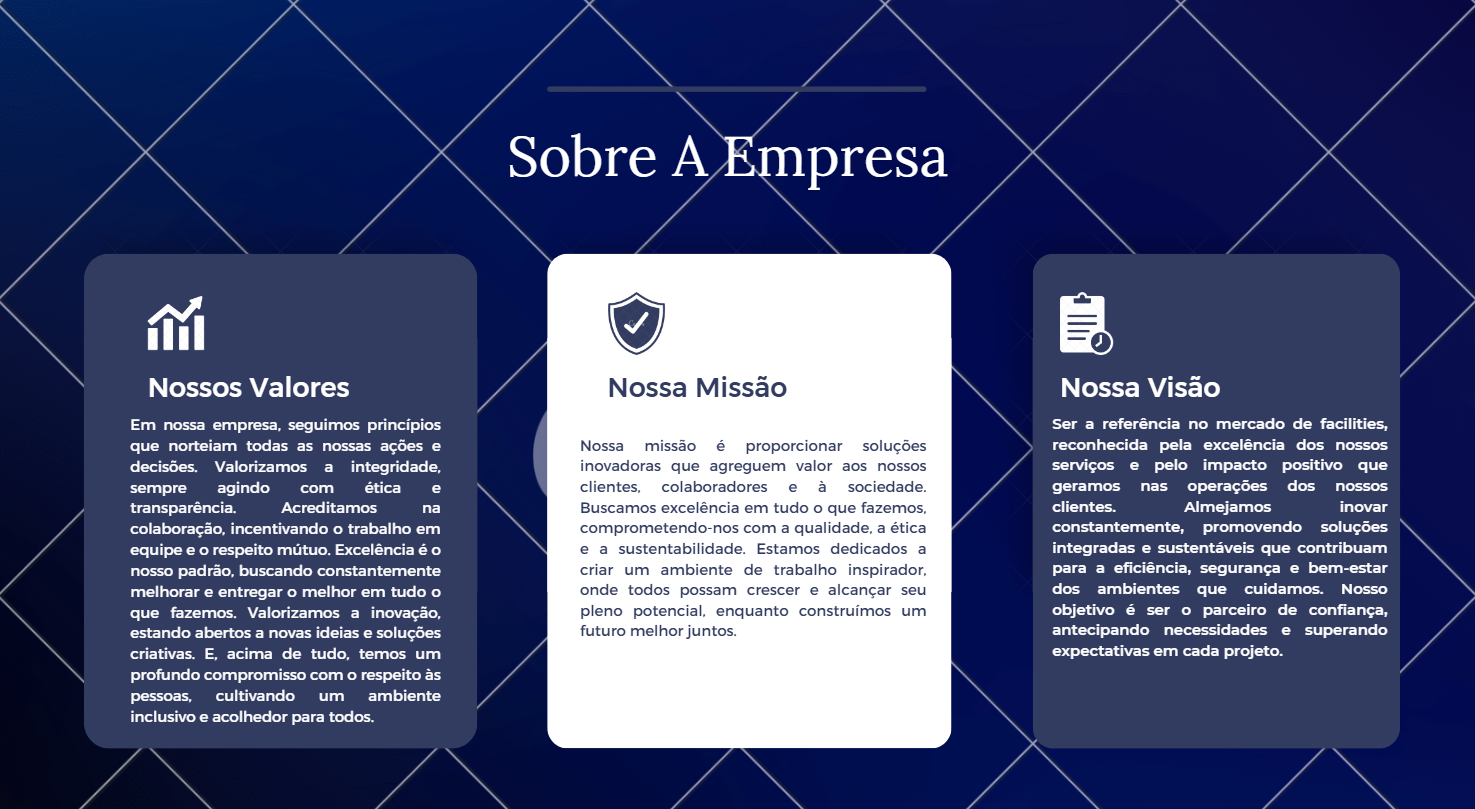 Sobre A Empresa
Nossos Valores
Em nossa empresa, seguimos princípios
que norteiam todas as nossas ações e
decisões. Valorizamos a integridade,
sempre agindo com ética e
transparência. Acreditamos na
colaboração, incentivando o trabalho em
equipe e o respeito mútuo. Excelência é o
nosso padrão, buscando constantemente
melhorar e entregar o melhor em tudo o
que fazemos. Valorizamos a inovação,
estando abertos a novas ideias e soluções
criativas. E, acima de tudo, temos um
profundo compromisso com o respeito às
pessoas, cultivando um ambiente
inclusivo e acolhedor para todos.
Nossa Missão
Nossa missão é proporcionar soluções
inovadoras que agreguem valor aos nossos
clientes, colaboradores e à sociedade.
Buscamos excelência em tudo o que fazemos,
comprometendo-nos com a qualidade, a ética
e a sustentabilidade. Estamos dedicados a
criar um ambiente de trabalho inspirador,
onde todos possam crescer e alcançar seu
pleno potencial, enquanto construímos um
futuro melhor juntos.
Nossa Visão
Ser a referência no mercado de facilities,
reconhecida pela excelência dos nossos
serviços e pelo impacto positivo que
geramos nas operações dos nossos
clientes. Almejamos inovar
constantemente, promovendo soluções
integradas e sustentáveis que contribuam
para a eficiência, segurança e bem-estar
dos ambientes que cuidamos. Nosso
objetivo é ser o parceiro de confiança,
antecipando necessidades e superando
expectativas em cada projeto.